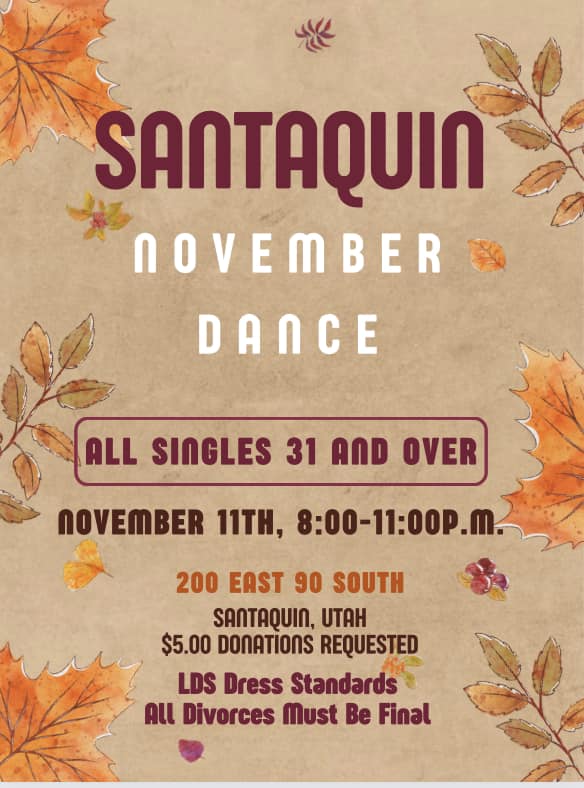 SANTAQUIN
NOVEMBER
DANCE
ALL SINGLES 31 AND OVER
NOVEMBER 11TH, 8:00-11:00P.M.
200 EAST 90 SOUTH
SANTAQUIN, UTAH
$5.00 DONATIONS REQUESTED
LDS Dress Standards
All Divorces Must Be Final